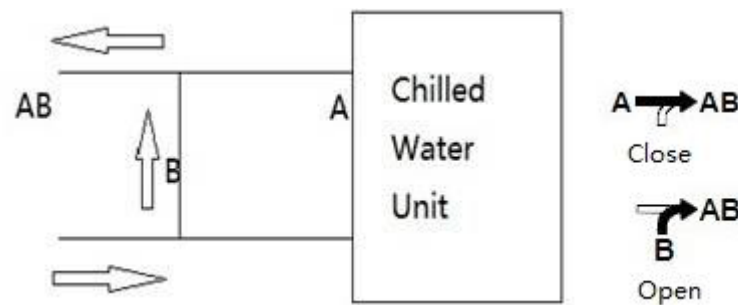 AB
A
B
Chilled
Water
Unit
A AB
Close
AB
B
Open